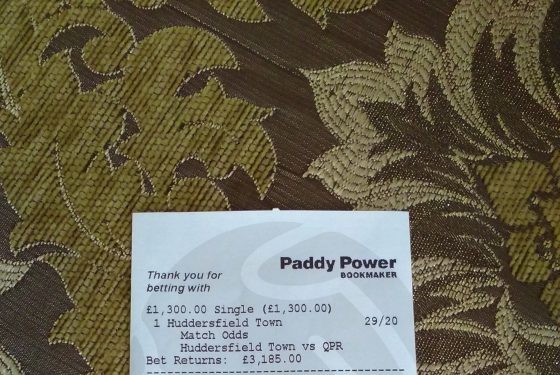 Thank you for
betting with
Paddy Power
BOOKMAKER
£1,300.00 Single (£1,300.00)
1 Huddersfield Town 29/20
Match Odds
Huddersfield Town vs QPR
Bet Returns: £3,185.00